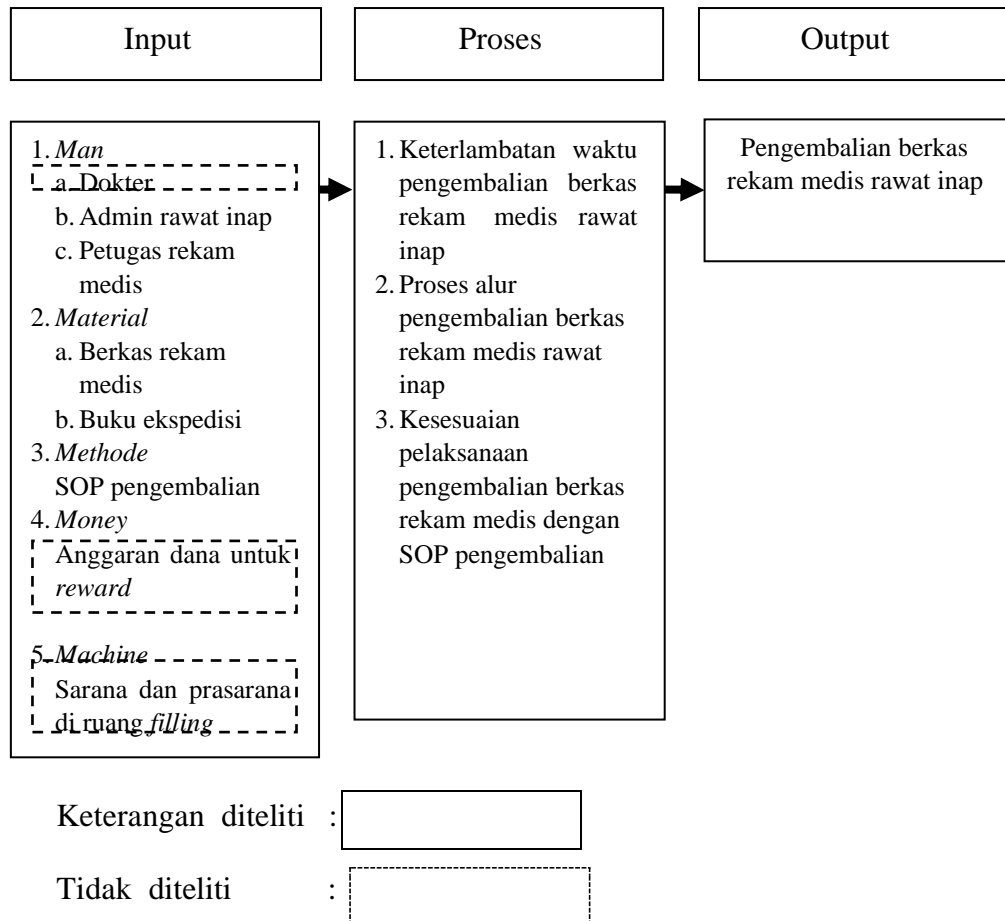 Input
Proses
Output
1. Man
a. Dokter
b. Admin rawat inap
c. Petugas rekam
medis
2. Material
a. Berkas rekam
medis
b. Buku ekspedisi
3. Methode
SOP pengembalian
4. Money
Anggaran dana untuk
reward
5. Machine
Sarana dan prasarana
di ruang filling
1. Keterlambatan waktu
pengembalian berkas
rekam medis rawat
inap
2. Proses alur
pengembalian berkas
rekam medis rawat
inap
3. Kesesuaian
pelaksanaan
pengembalian berkas
rekam medis dengan
SOP pengembalian
Pengembalian berkas
rekam medis rawat inap
Keterangan diteliti :
Tidak diteliti :